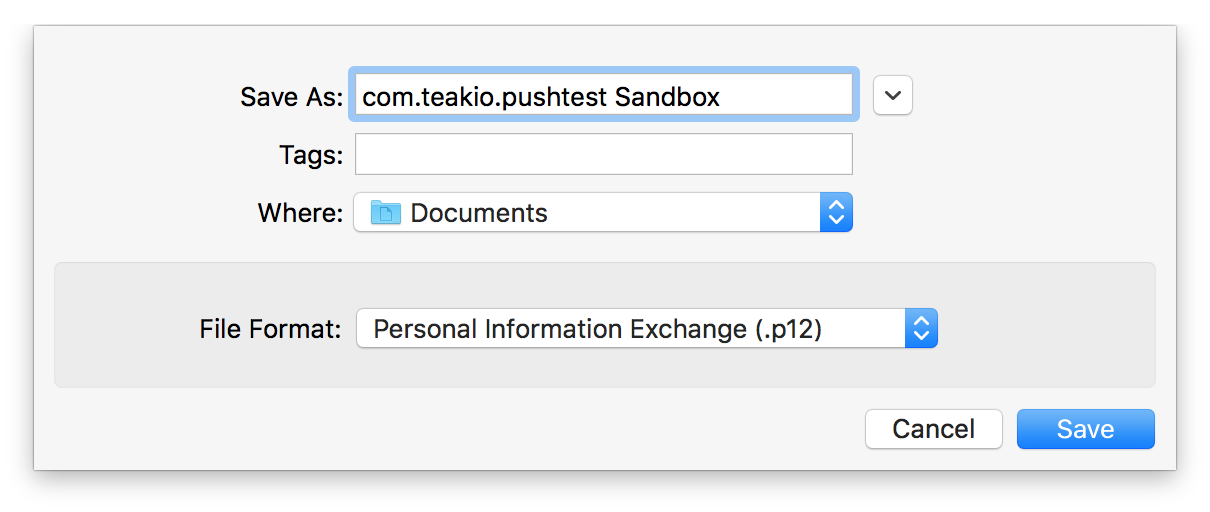 Save As: com.teakio.pushtest Sandbox
Tags:
Where: Documents
File Format: Personal Information Exchange (.p12)
Cancel Save